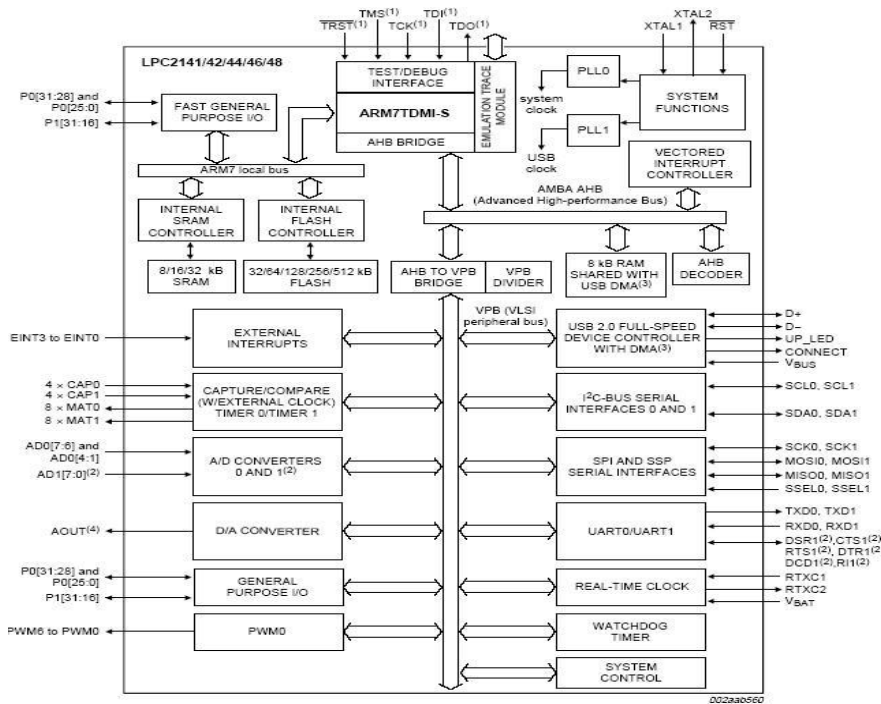 TMS(1)
TDI(1)
TRST(1)
TCK(1)
TDO(1)
XTAL2
XTAL1
RST
LPC2141/42/44/46/48
TEST/DEBUG
INTERFACE
ARM7TDMI-S
AHB BRIDGE
EMULATION TRACE
MODULE
PLL0
system
clock
PLL1
USB
clock
SYSTEM
FUNCTIONS
VECTORED
INTERRUPT
CONTROLLER
P0[31:28] and
P0[25:0]
P1[31:16]
FAST GENERAL
PURPOSE I/O
ARM7 local bus
AMBA AHB
(Advanced High-performance Bus)
INTERNAL
SRAM
CONTROLLER
INTERNAL
FLASH
CONTROLLER
8/16/32 kB
SRAM
32/64/128/256/512 kB
FLASH
AHB TO VPB
BRIDGE
VPB
DIVIDER
8 kB RAM
SHARED WITH
USB DMA(3)
AHB
DECODER
VPB (VLSI
peripheral bus)
EINT3 to EINT0
EXTERNAL
INTERRUPTS
USB 2.0 FULL-SPEED
DEVICE CONTROLLER
WITH DMA(3)
D+
D−
UP_LED
CONNECT
VBUS
4 × CAP0
4 × CAP1
8 × MAT0
8 × MAT1
CAPTURE/COMPARE
(W/EXTERNAL CLOCK)
TIMER 0/TIMER 1
I2C-BUS SERIAL
INTERFACES 0 AND 1
SCL0, SCL1
SDA0, SDA1
AD0[7:6] and
AD0[4:1]
AD1[7:0](2)
A/D CONVERTERS
0 AND 1(2)
SPI AND SSP
SERIAL INTERFACES
SCK0, SCK1
MOSI0, MOSI1
MISO0, MISO1
SSEL0, SSEL1
AOUT(4)
D/A CONVERTER
UART0/UART1
TXD0, TXD1
RXD0, RXD1
DSR1(2),CTS1(2)
RTS1(2), DTR1(2
DCD1(2),RI1(2)
P0[31:28] and
P0[25:0]
P1[31:16]
GENERAL
PURPOSE I/O
REAL-TIME CLOCK
RTXC1
RTXC2
VBAT
PWM6 to PWM0
PWM0
WATCHDOG
TIMER
SYSTEM
CONTROL
002aab560